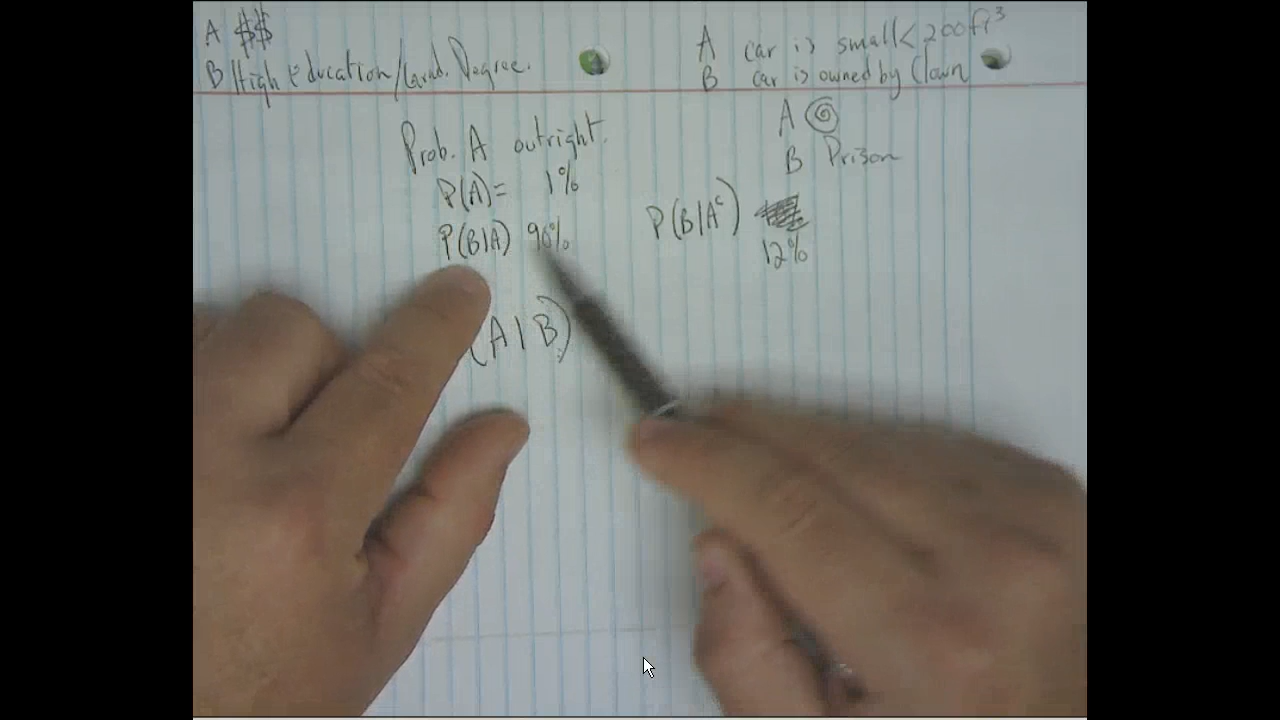 A $$
B High Education/Grad. Degree.
A car is small < 200ft³
B car is owned by Clown
A
B Prison
Prob. A outright.
P(A)= 1%
P(B|A) 90%
P(B|Aᶜ)
12%
(A|B)